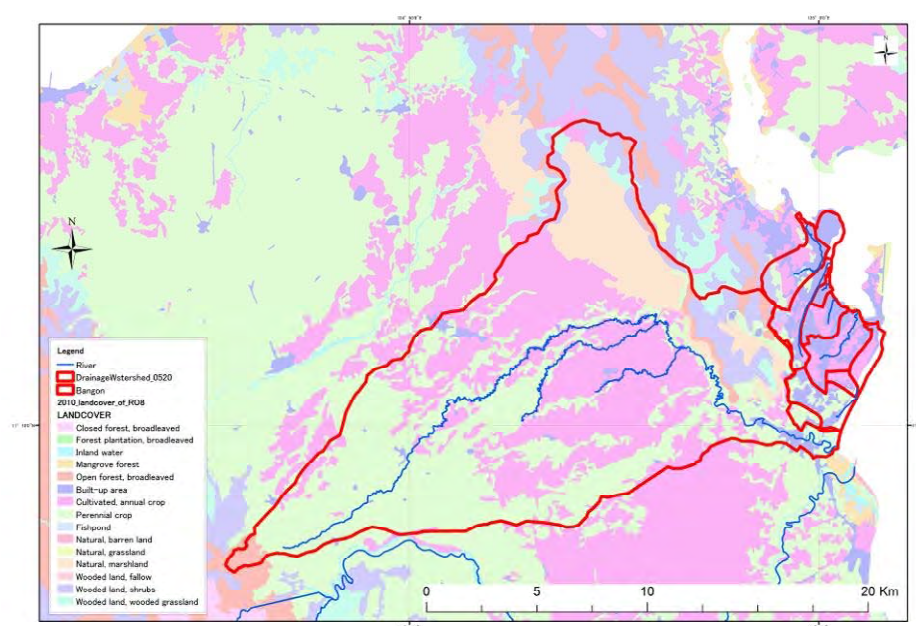 N
N
Legend
River
DrainageWstershed_0520
Bangon
2010_landcover_of_RO8
LANDCOVER
Closed forest, broadleaved
Forest plantation, broadleaved
Inland water
Mangrove forest
Open forest, broadleaved
Built-up area
Cultivated, annual crop
Perennial crop
Fishpond
Natural, barren land
Natural, grassland
Natural, marshland
Wooded land, fallow
Wooded land, shrubs
Wooded land, wooded grassland
0 5 10 20 Km